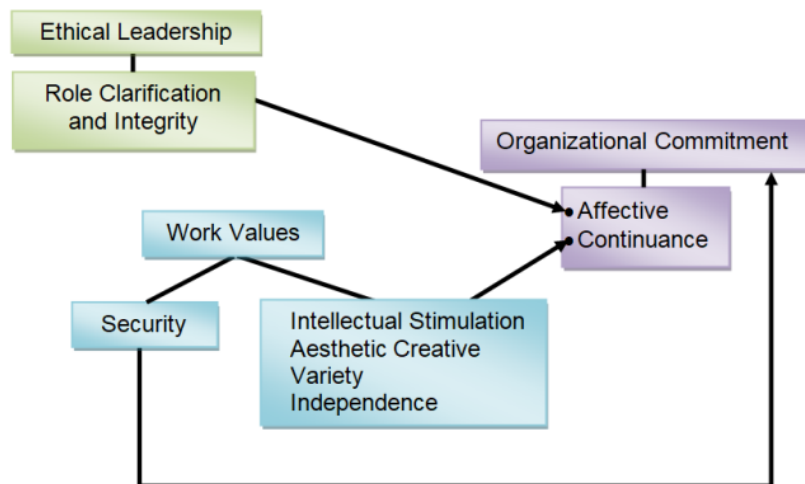 Ethical Leadership
Role Clarification
and Integrity
Organizational Commitment
Affective
Continuance
Work Values
Security
Intellectual Stimulation
Aesthetic Creative
Variety
Independence